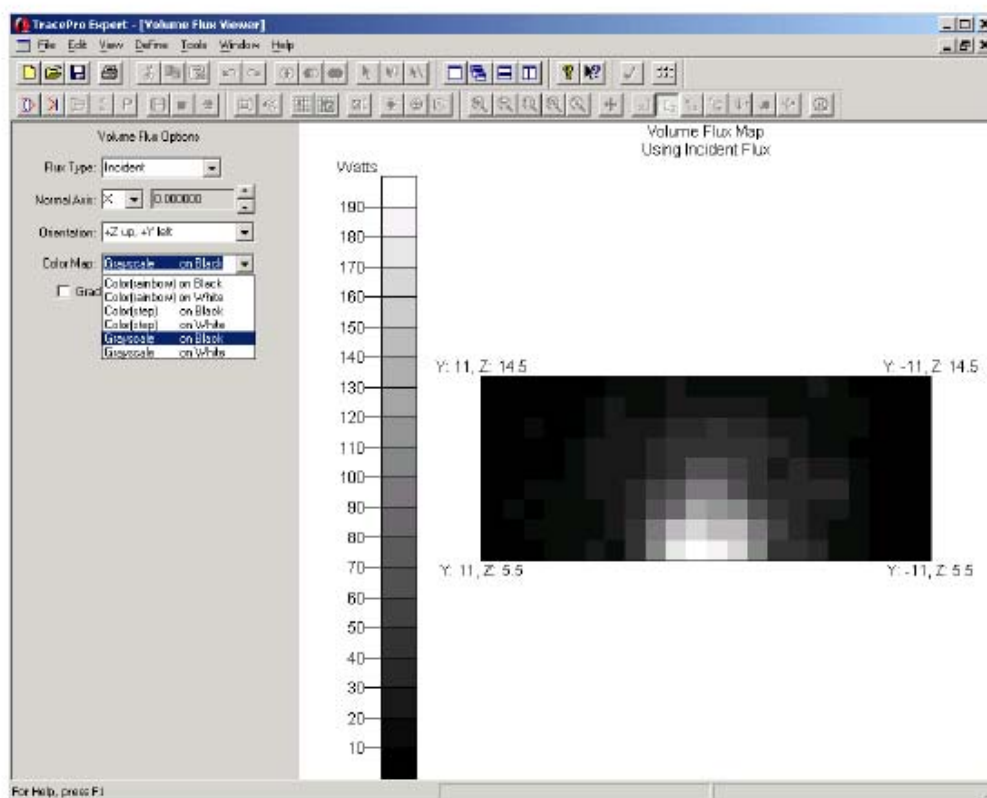 TracePro Expert - [Volume Flux Viewer]
File Edit View Define Tools Window Help
Volume Flux Options
Flux Type: Incident
Normal Axis: X 0.000000
Orientation: +Z up, +Y left
Color Map: Grayscale on Black
Grad
Color(rainbow) on Black
Color(rainbow) on White
Color(step) on Black
Color(step) on White
Grayscale on Black
Grayscale on White
Volume Flux Map
Using Incident Flux
Watts
190
180
170
160
150
140
130
120
110
100
90
80
70
60
50
40
30
20
10
Y: 11, Z: 14.5
Y: -11, Z: 14.5
Y: 11, Z: 5.5
Y: -11, Z: 5.5
For Help, press F1